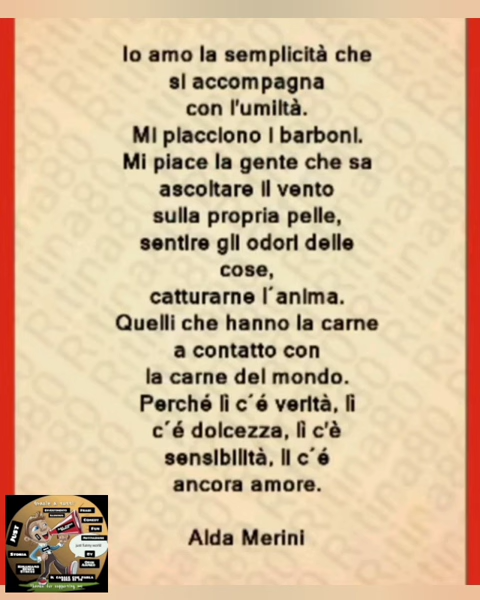 Io amo la semplicità che
si accompagna
con l'umiltà.
Mi piacciono i barboni.
Mi piace la gente che sa
ascoltare il vento
sulla propria pelle,
sentire gli odori delle
cose,
catturarne l´anima.
Quelli che hanno la carne
a contatto con
la carne del mondo.
Perché lì c´é verità, lì
c´é dolcezza, lì c'è
sensibilità, lì c´é
ancora amore.
Alda Merini
JUST